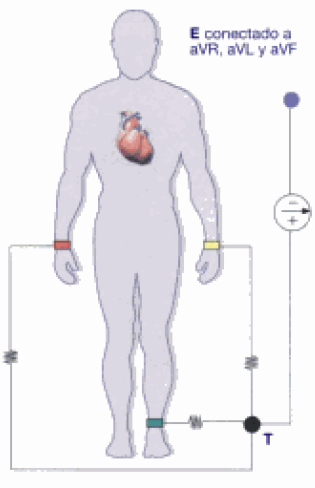 E conectado a
aVR, aVL y aVF
−
+
T